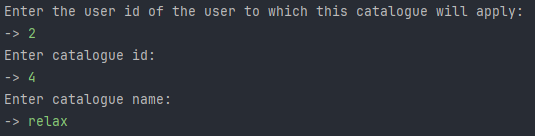 Enter the user id of the user to which this catalogue will apply:
-> 2
Enter catalogue id:
-> 4
Enter catalogue name:
-> relax